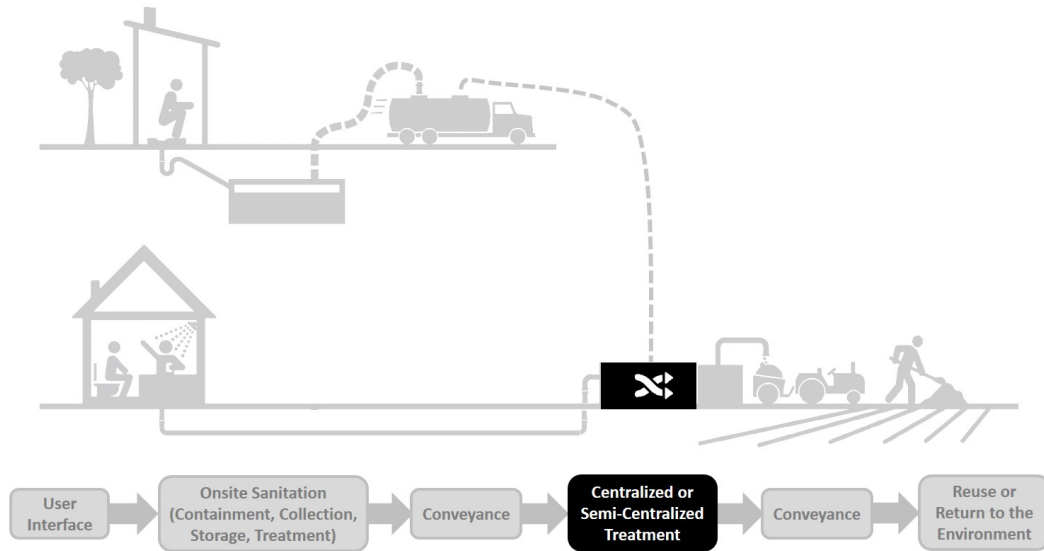 User
Interface
Onsite Sanitation
(Containment, Collection,
Storage, Treatment)
Conveyance
Centralized or
Semi-Centralized
Treatment
Conveyance
Reuse or
Return to the
Environment